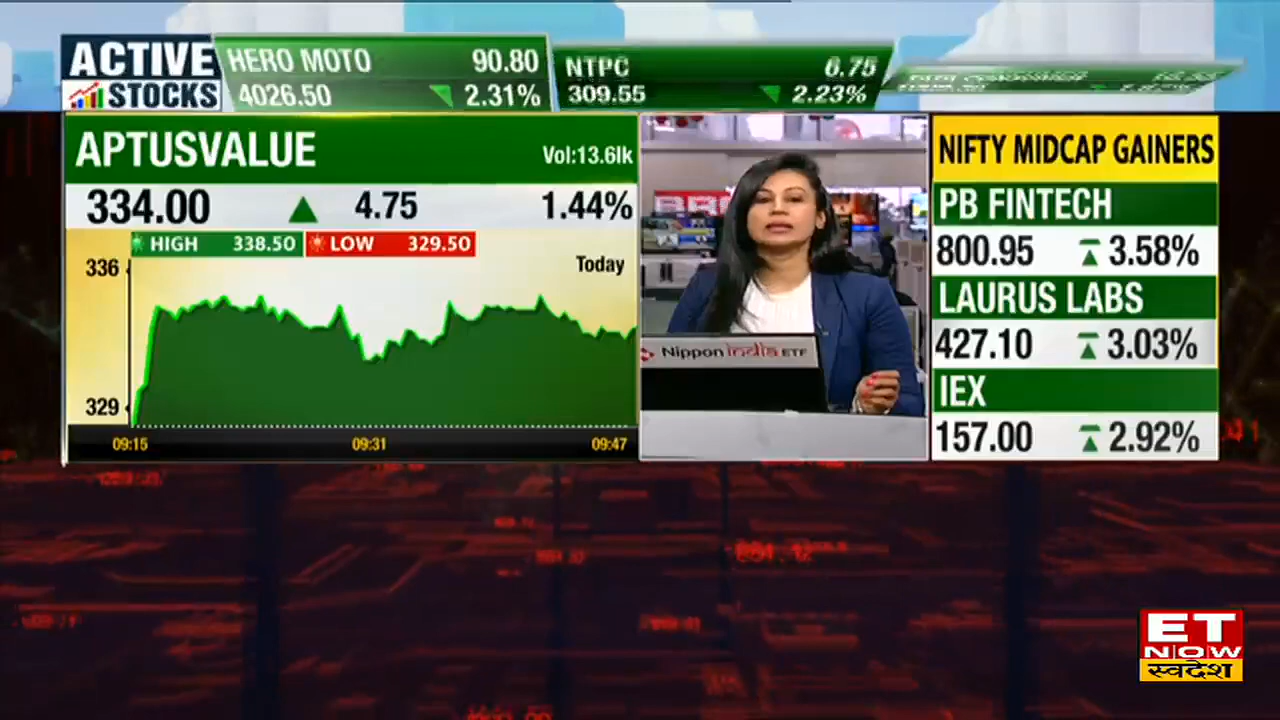 ACTIVE
STOCKS
HERO MOTO 90.80
4026.50 2.31%
NTPC 6.75
309.55 2.23%
APTUSVALUE Vol:13.6lk
334.00 4.75 1.44%
HIGH 338.50 LOW 329.50
Today
336
329
09:15 09:31 09:47
Nippon india ETF
NIFTY MIDCAP GAINERS
PB FINTECH
800.95 3.58%
LAURUS LABS
427.10 3.03%
IEX
157.00 2.92%
ET
NOW
स्वदेश